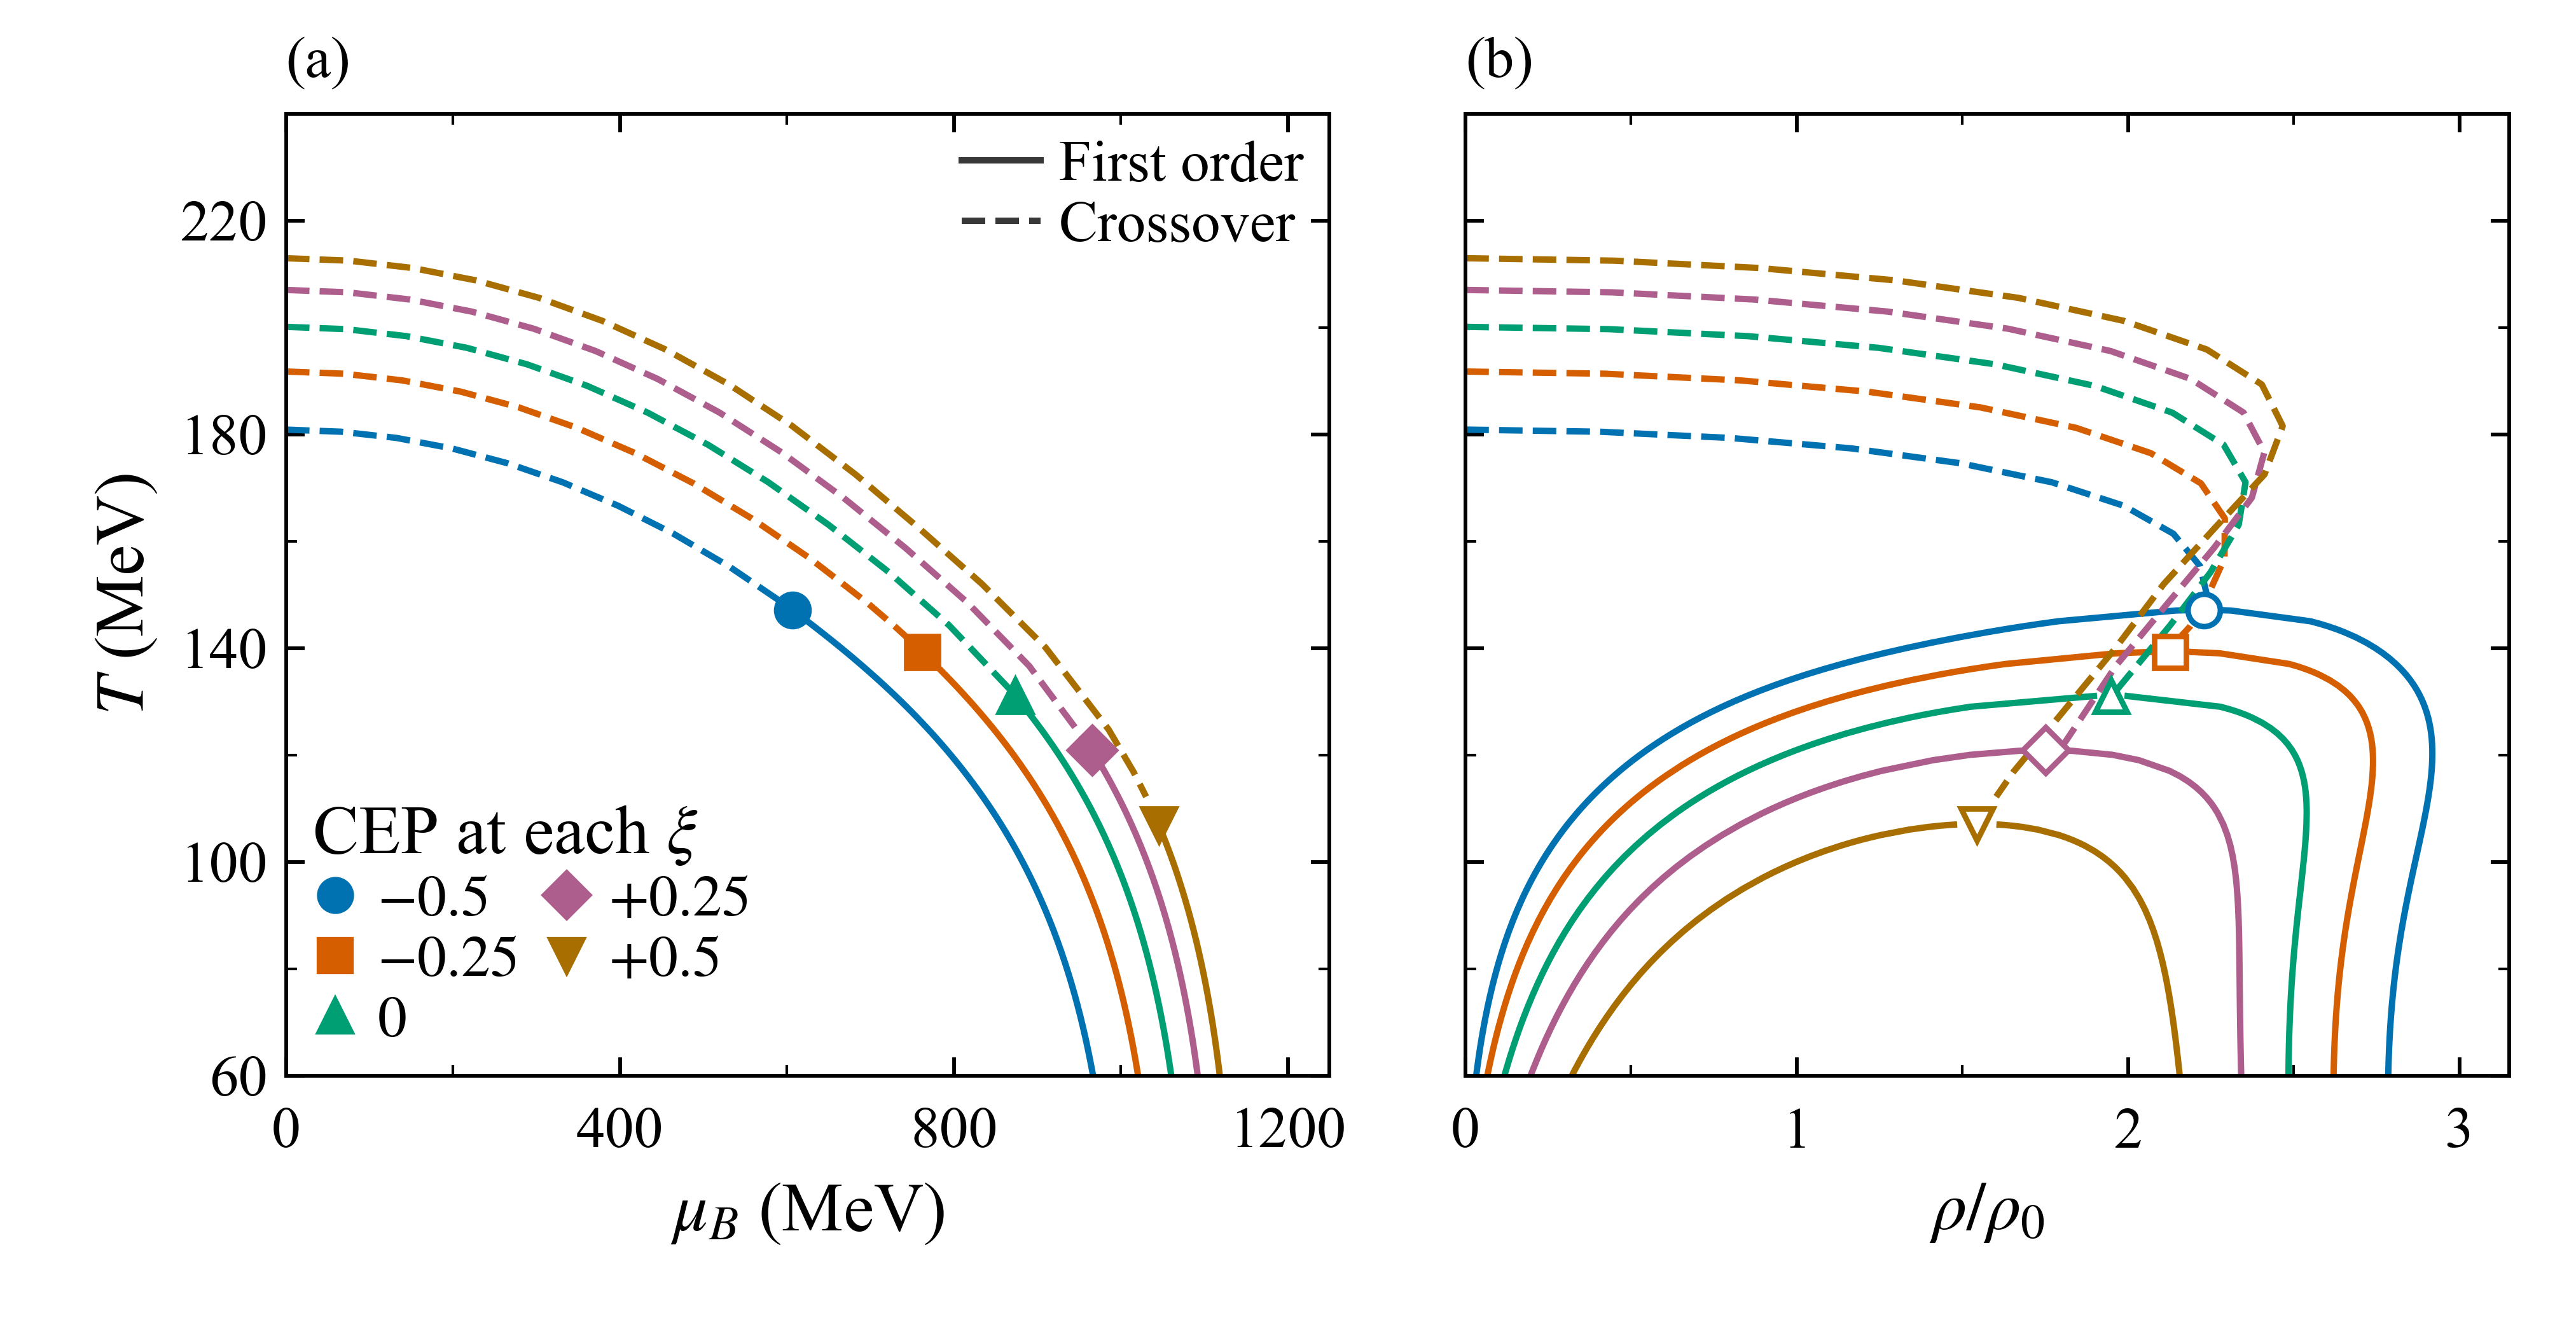 (a)
(b)
First order
Crossover
220
180
140
100
60
T (MeV)
CEP at each ξ
−0.5
+0.25
−0.25
+0.5
0
0
400
800
1200
μ_B (MeV)
0
1
2
3
ρ/ρ₀